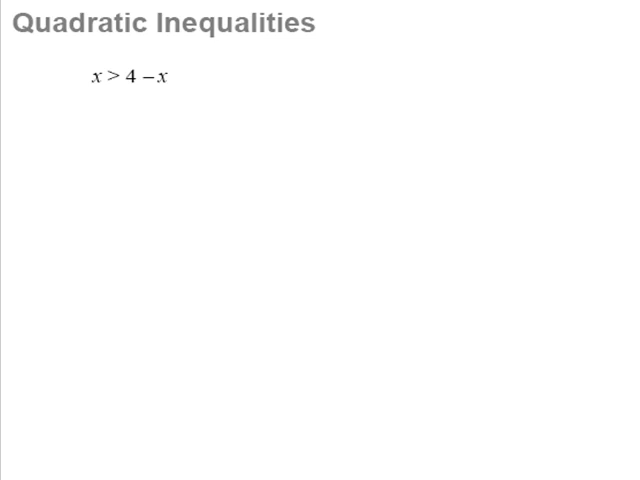 Quadratic Inequalities
x > 4 – x